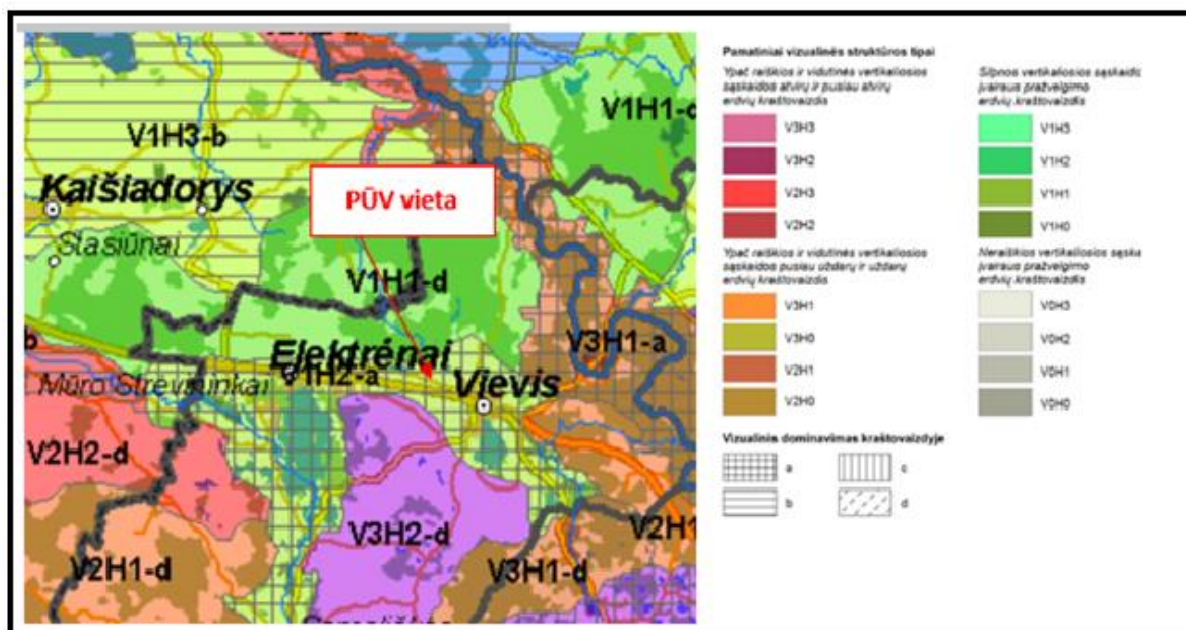 V1H3-b
V1H1-d
Kaišiadorys
PŪV vieta
Stasiūnai
V1H1-d
V3H1-a
Elektrėnai
V1H2-a
Vievis
Mūro Strėvininkai
V2H2-d
V3H2-d
V2H1
V2H1-d
V3H1-d
Pamatiniai vizualinės struktūros tipai
Ypač raiškios ir vidutinės vertikaliosios
sąskaidos atvirų ir pusiau atvirų
erdvių kraštovaizdis
V3H3
V3H2
V2H3
V2H2
Ypač raiškios ir vidutinės vertikaliosios
sąskaidos pusiau uždarų ir uždarų
erdvių kraštovaizdis
V3H1
V3H0
V2H1
V2H0
Silpnos vertikaliosios sąskaido
įvairaus pražvelgimo
erdvių kraštovaizdis
V1H3
V1H2
V1H1
V1H0
Neraiškios vertikaliosios sąska
įvairaus pražvelgimo
erdvių kraštovaizdis
V0H3
V0H2
V0H1
V0H0
Vizualinis dominavimas kraštovaizdyje
a
c
b
d